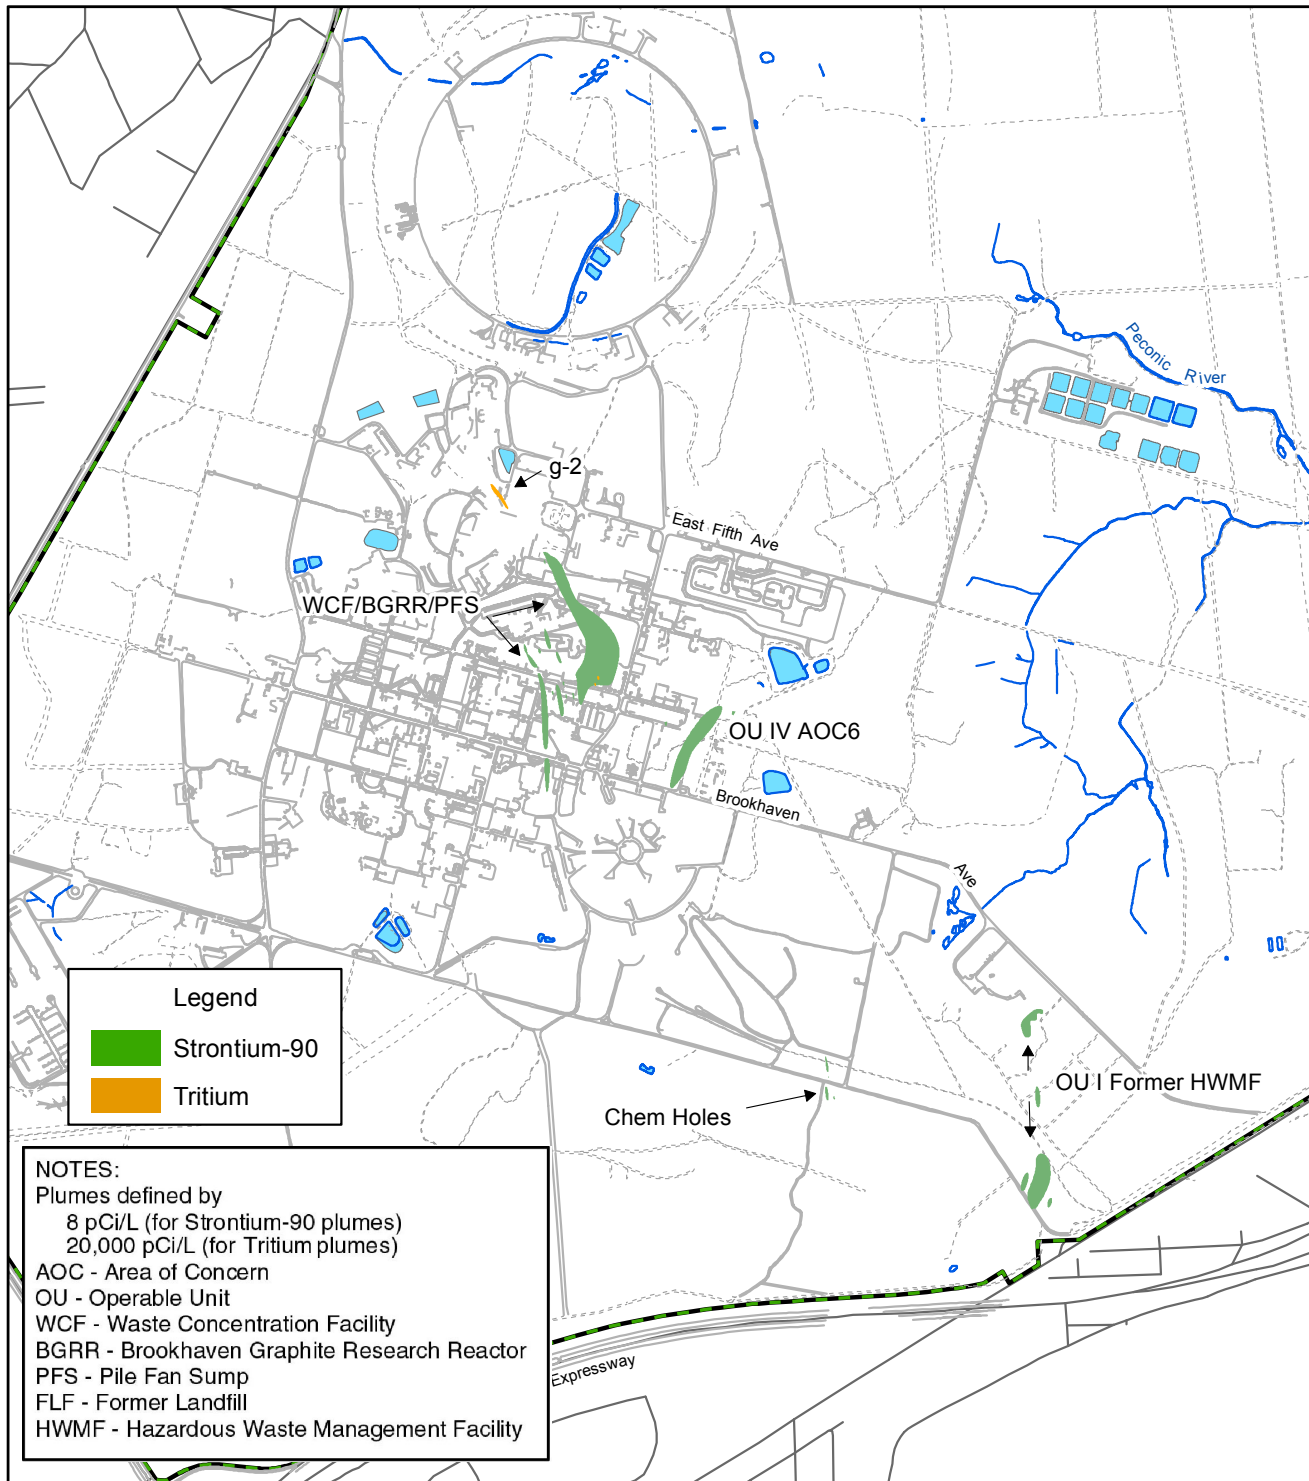 Peconic River
g-2
East Fifth Ave
WCF/BGRR/PFS
OU IV AOC6
Brookhaven
Ave
Legend
Strontium-90
Tritium
OU I Former HWMF
Chem Holes
NOTES:
Plumes defined by
8 pCi/L (for Strontium-90 plumes)
20,000 pCi/L (for Tritium plumes)
AOC - Area of Concern
OU - Operable Unit
WCF - Waste Concentration Facility
BGRR - Brookhaven Graphite Research Reactor
PFS - Pile Fan Sump
FLF - Former Landfill
HWMF - Hazardous Waste Management Facility
Expressway